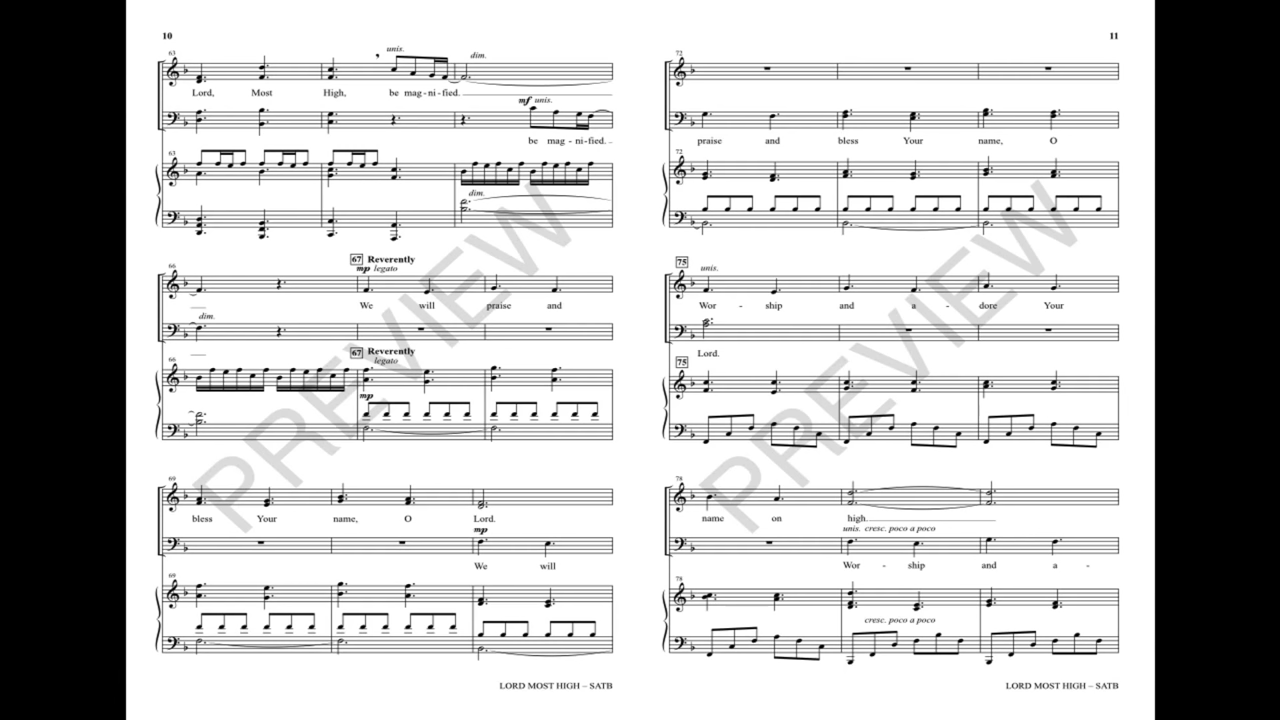 10
63
unis.
dim.
Lord, Most High, be mag - ni - fied.
mf unis.
be mag - ni - fied.
63
dim.
66
67 Reverently
mp legato
We will praise and
dim.
66
67 Reverently
legato
mp
69
bless Your name, O Lord.
mp
We will
69
LORD MOST HIGH – SATB
11
72
praise and bless Your name, O
72
75
unis.
Wor - ship and a - dore Your
Lord.
75
78
name on high.
unis. cresc. poco a poco
Wor - ship and a -
78
cresc. poco a poco
LORD MOST HIGH – SATB
PREVIEW
PREVIEW